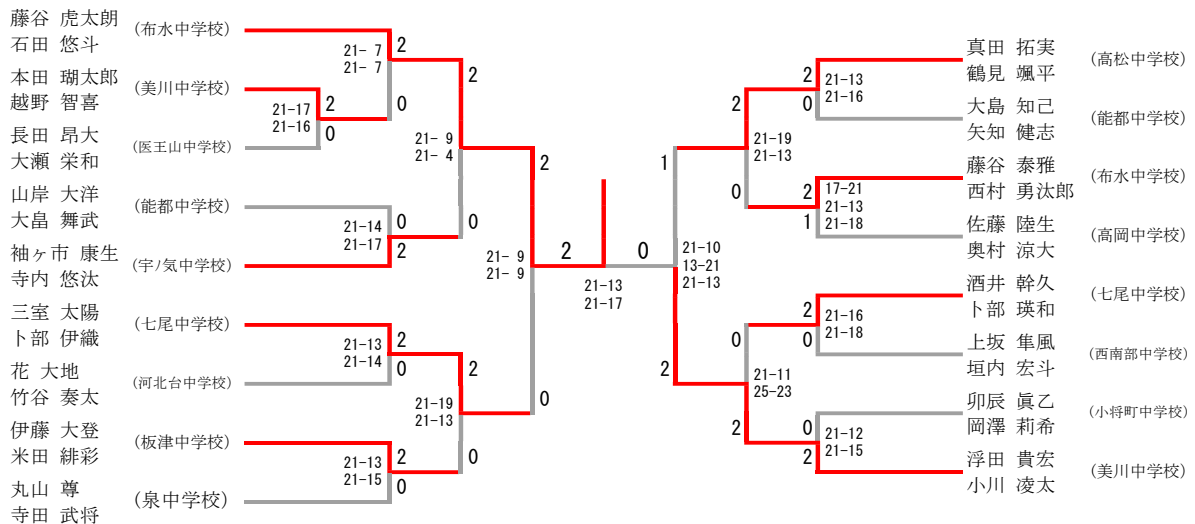 藤谷 虎太朗
石田 悠斗
(布水中学校)
本田 瑚太郎
越野 智喜
(美川中学校)
長田 昂大
大瀬 栄和
(医王山中学校)
山岸 大洋
大畠 舞武
(能都中学校)
袖ヶ市 康生
寺内 悠汰
(宇ノ気中学校)
三室 太陽
卜部 伊織
(七尾中学校)
花 大地
竹谷 奏太
(河北台中学校)
伊藤 大登
米田 緋彩
(板津中学校)
丸山 尊
寺田 武将
(泉中学校)
21-17
21-16
2
0
21- 7
21- 7
2
0
21-14
21-17
0
2
21-13
21-14
2
0
21-13
21-15
2
0
21- 9
21- 4
2
0
21-19
21-13
2
0
21- 9
21- 9
2
0
2
0
21-13
21-17
1
2
21-10
13-21
21-13
2
0
21-19
21-13
0
2
21-11
25-23
2
0
21-13
21-16
2
1
17-21
21-13
21-18
2
0
21-16
21-18
0
2
21-12
21-15
真田 拓実
鶴見 颯平
(高松中学校)
大島 知己
矢知 健志
(能都中学校)
藤谷 泰雅
西村 勇汰郎
(布水中学校)
佐藤 陸生
奥村 涼大
(高岡中学校)
酒井 幹久
卜部 瑛和
(七尾中学校)
上坂 隼風
垣内 宏斗
(西南部中学校)
卯辰 眞乙
岡澤 莉希
(小将町中学校)
浮田 貴宏
小川 凌太
(美川中学校)